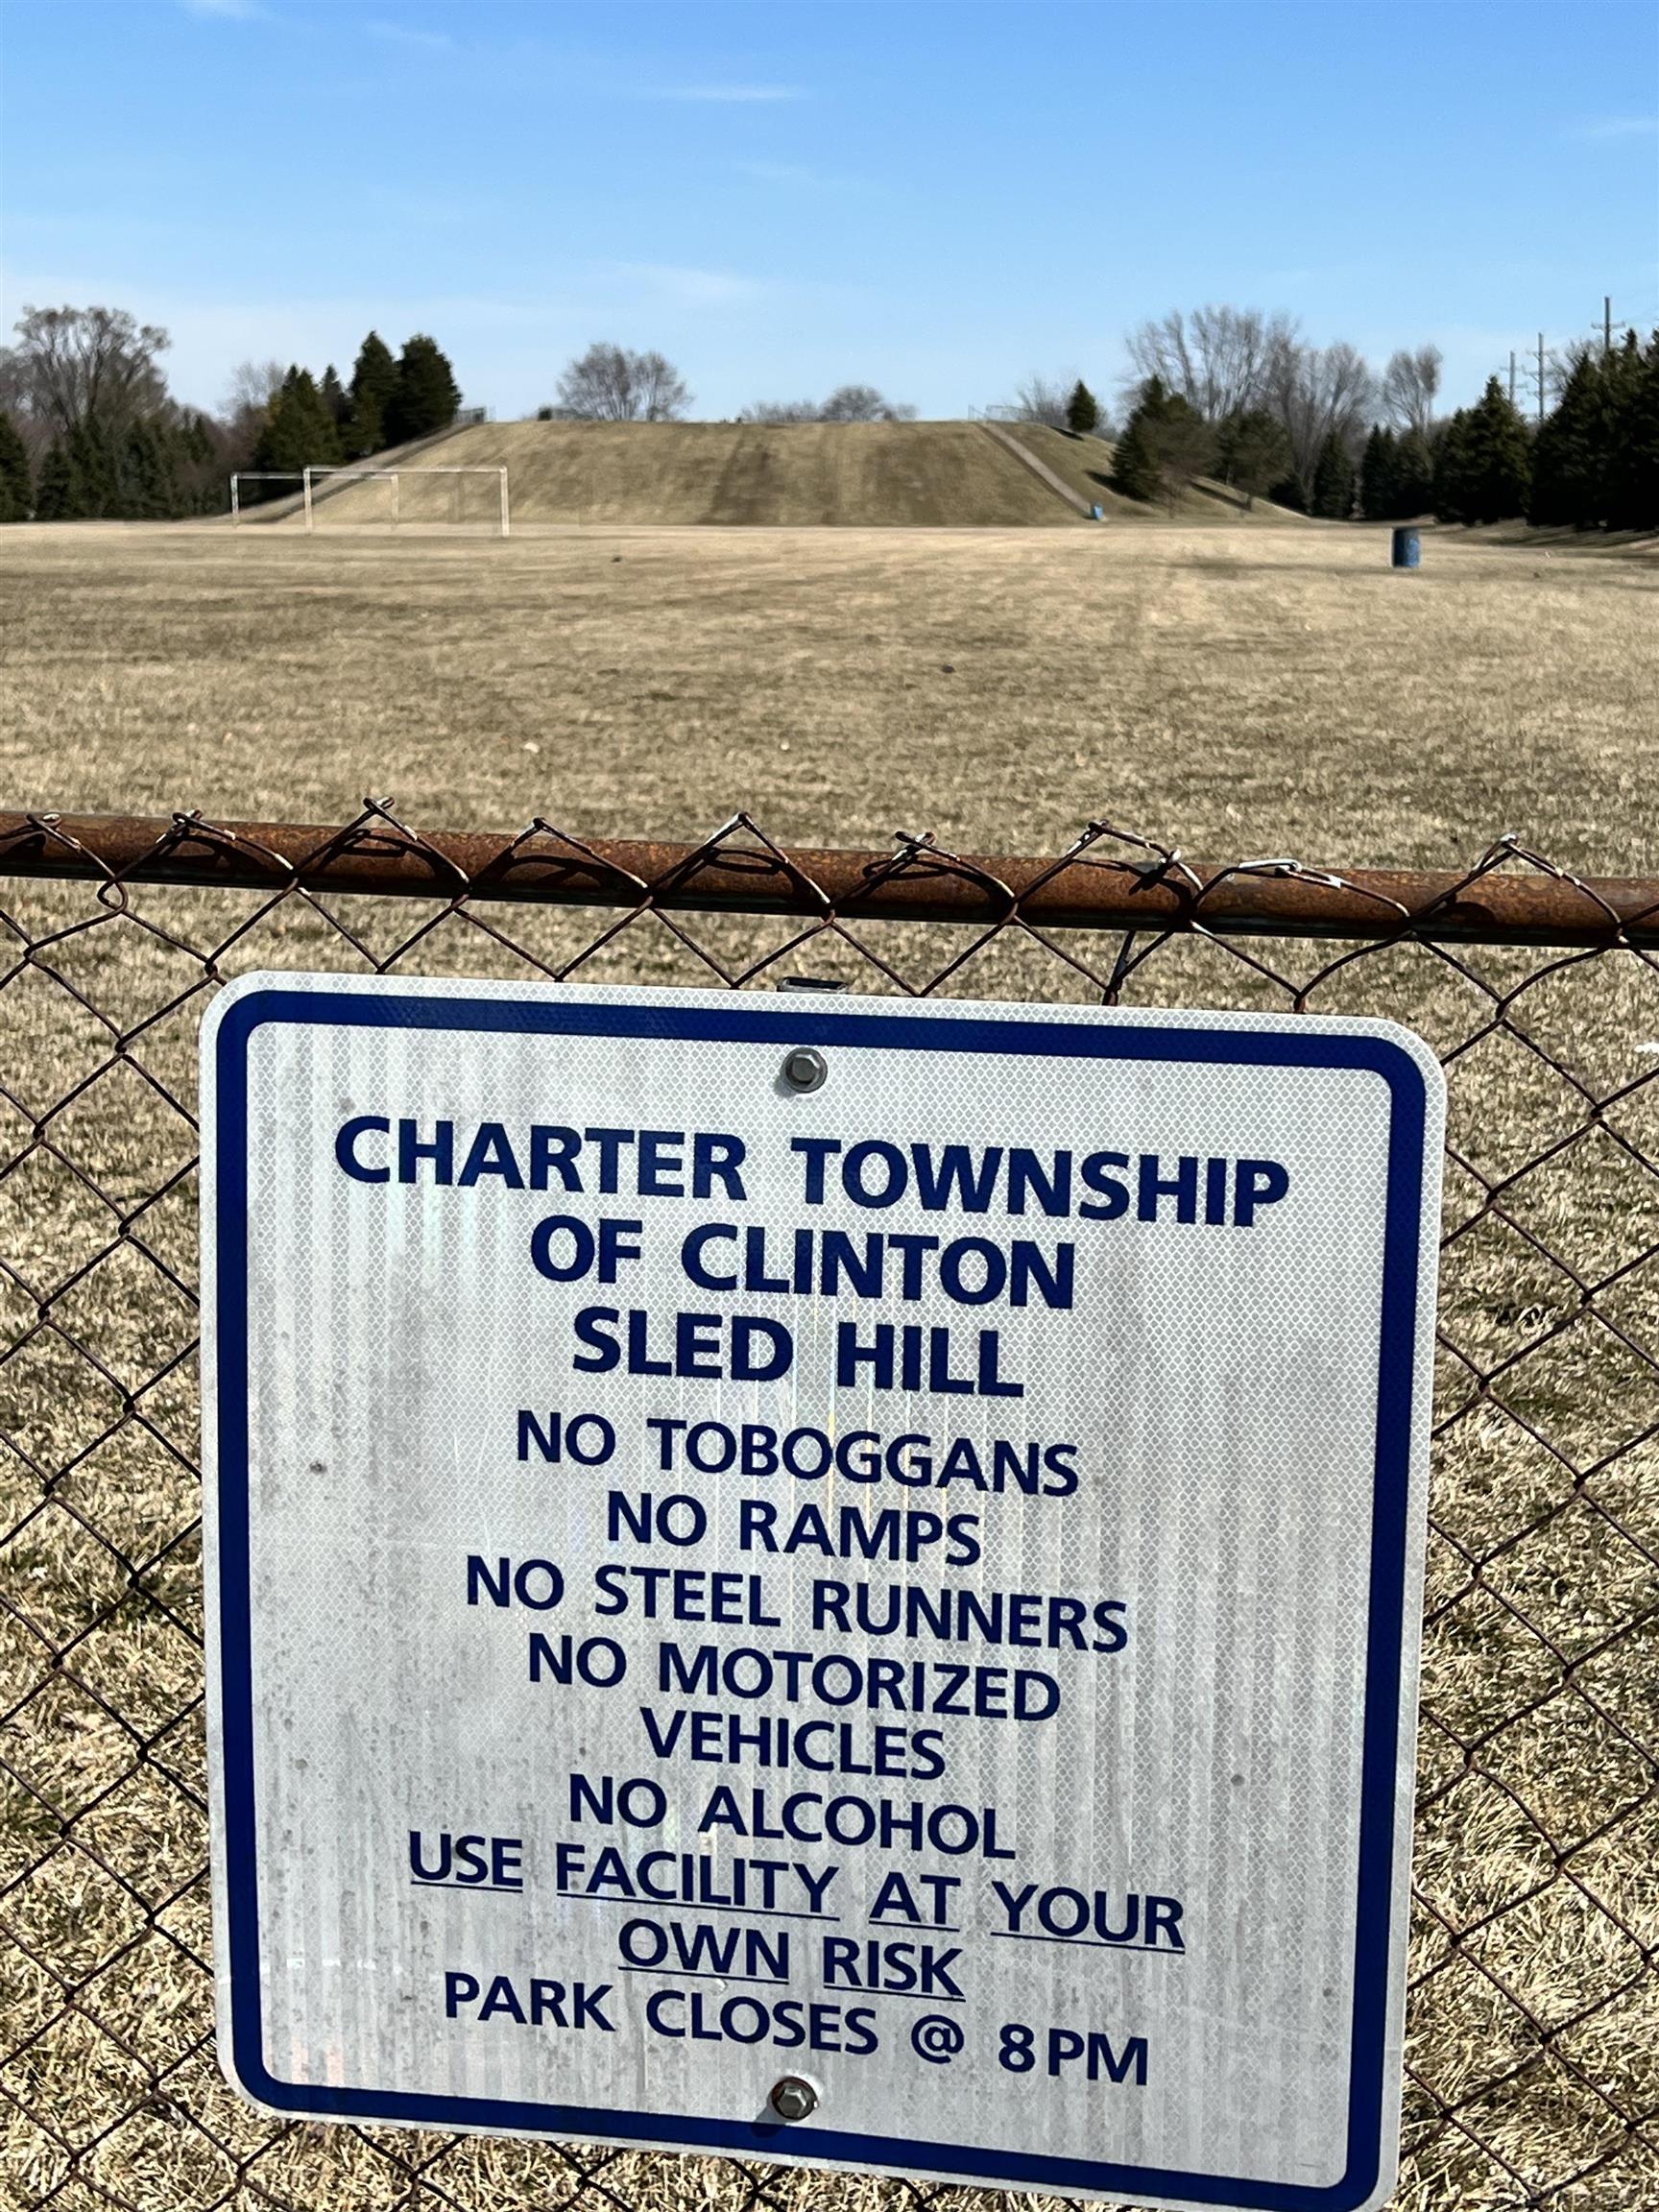 CHARTER TOWNSHIP
OF CLINTON
SLED HILL
NO TOBOGGANS
NO RAMPS
NO STEEL RUNNERS
NO MOTORIZED
VEHICLES
NO ALCOHOL
USE FACILITY AT YOUR
OWN RISK
PARK CLOSES @ 8PM